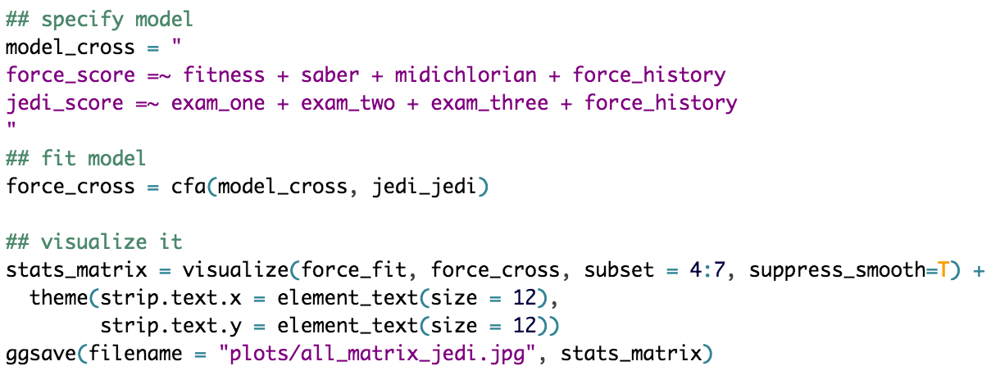 ## specify model
model_cross = "
force_score =~ fitness + saber + midichlorian + force_history
jedi_score =~ exam_one + exam_two + exam_three + force_history
"
## fit model
force_cross = cfa(model_cross, jedi_jedi)

## visualize it
stats_matrix = visualize(force_fit, force_cross, subset = 4:7, suppress_smooth=T) +
  theme(strip.text.x = element_text(size = 12),
        strip.text.y = element_text(size = 12))
ggsave(filename = "plots/all_matrix_jedi.jpg", stats_matrix)